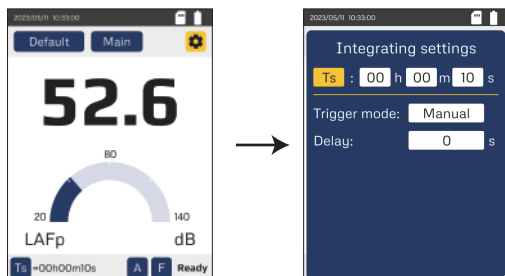 2023/05/11 10:33:00
Default Main
52.6
80
20 140
LAFp dB
Ts =00h00m10s A F Ready
2023/05/11 10:33:00
Integrating settings
Ts : 00 h 00 m 10 s
Trigger mode: Manual
Delay: 0 s